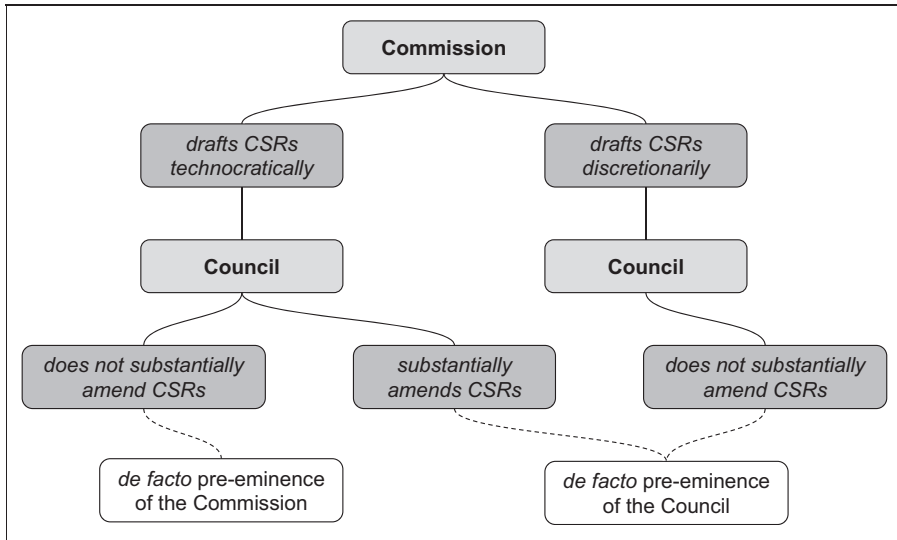 Commission
drafts CSRs
technocratically
drafts CSRs
discretionarily
Council
Council
does not substantially
amend CSRs
substantially
amends CSRs
does not substantially
amend CSRs
de facto pre-eminence
of the Commission
de facto pre-eminence
of the Council